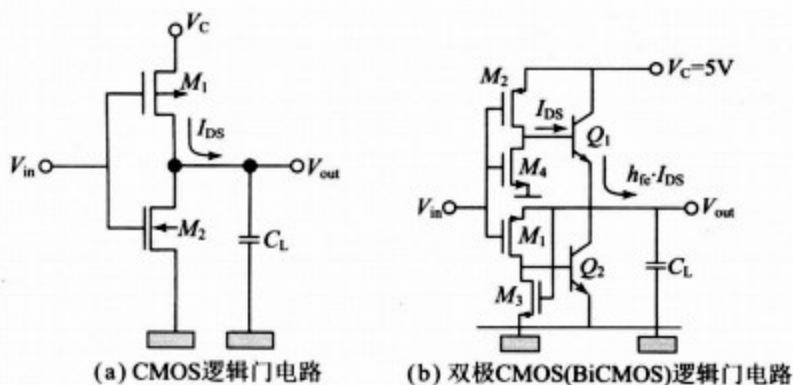 V_C
M_1
I_DS
V_in
V_out
M_2
C_L
(a) CMOS逻辑门电路
M_2
V_C=5V
I_DS
Q_1
M_4
h_fe·I_DS
V_in
V_out
M_1
Q_2
C_L
M_3
(b) 双极CMOS(BiCMOS)逻辑门电路